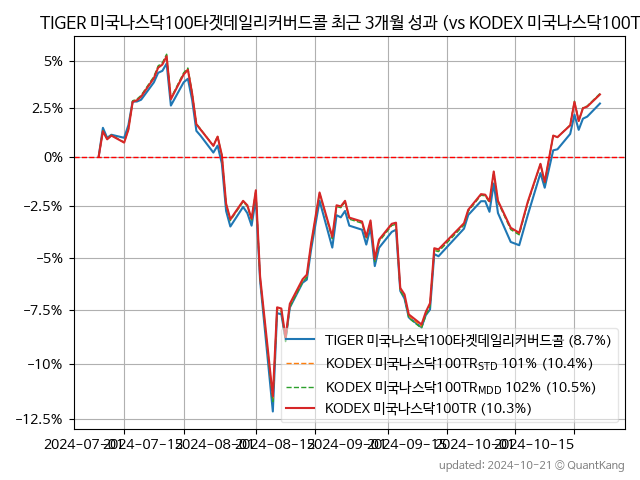 TIGER 미국나스닥100타겟데일리커버드콜 최근 3개월 성과 (vs KODEX 미국나스닥100T
5%
2.5%
0%
−2.5%
−5%
−7.5%
−10%
−12.5%
TIGER 미국나스닥100타겟데일리커버드콜 (8.7%)
KODEX 미국나스닥100TRSTD 101% (10.4%)
KODEX 미국나스닥100TRMDD 102% (10.5%)
KODEX 미국나스닥100TR (10.3%)
2024-07-01 2024-07-15 2024-08-01 2024-08-15 2024-09-01 2024-09-15 2024-10-01 2024-10-15
updated: 2024-10-21 © QuantKang